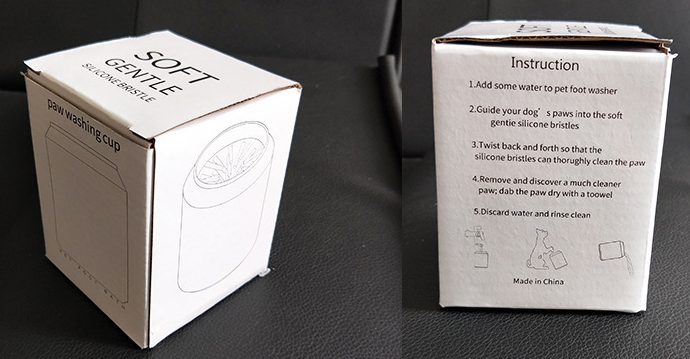 SOFT
GENTLE
SILICONE BRISTLE
paw washing cup
Instruction
1.Add some water to pet foot washer
2.Guide your dog's paws into the soft
gentie silicone bristles
3.Twist back and forth so that the
silicone bristles can thorughly clean the paw
4.Remove and discover a much cleaner
paw; dab the paw dry with a toowel
5.Discard water and rinse clean
Made in China